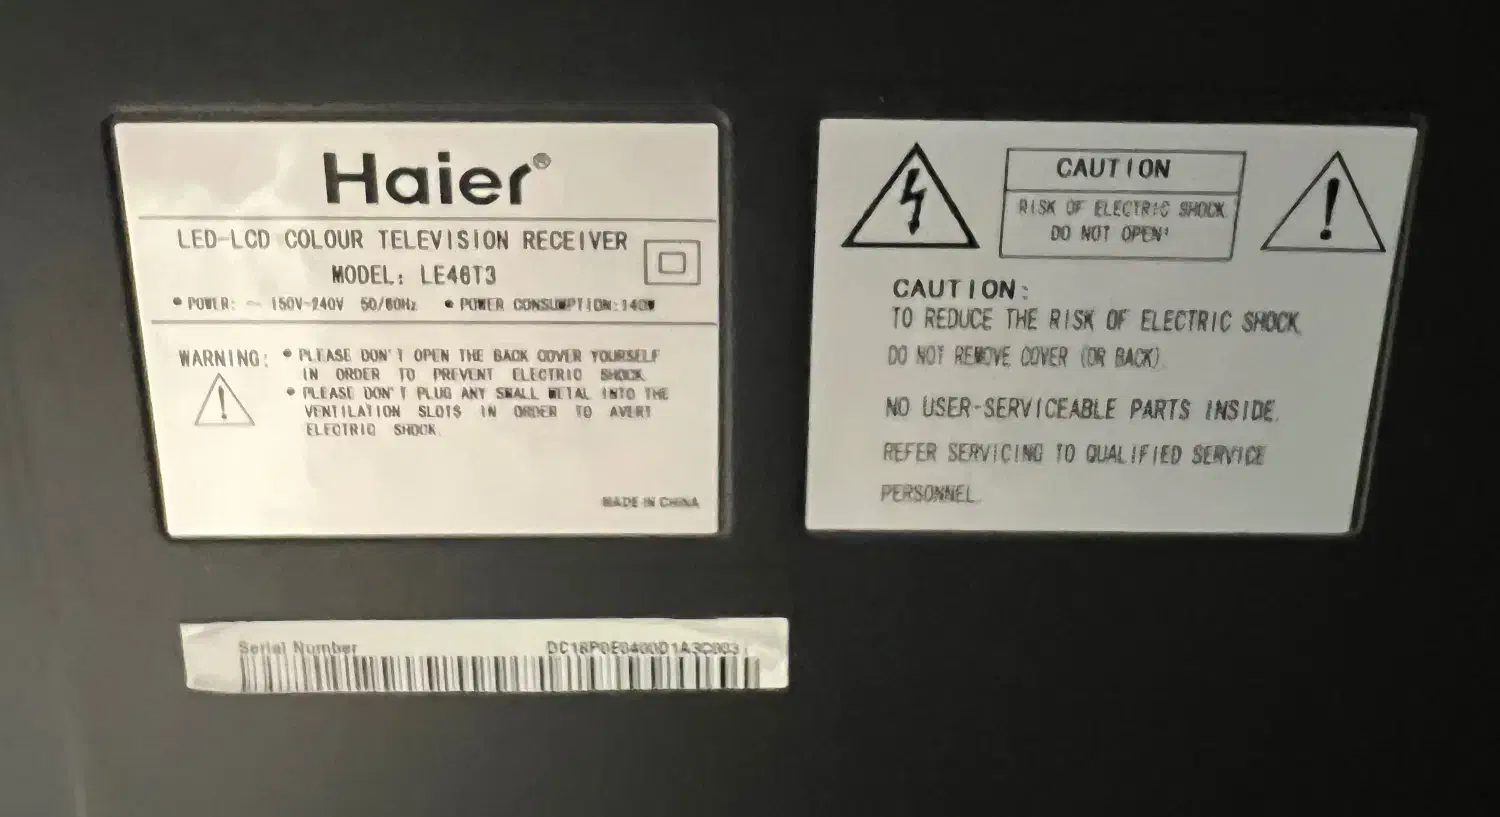 Haier®
LED-LCD COLOUR TELEVISION RECEIVER
MODEL: LE46T3
• POWER: ~ 150V~240V 50/60Hz • POWER CONSUMPTION: 140W
WARNING: • PLEASE DON'T OPEN THE BACK COVER YOURSELF
IN ORDER TO PREVENT ELECTRIC SHOCK.
• PLEASE DON'T PLUG ANY SMALL METAL INTO THE
VENTILATION SLOTS IN ORDER TO AVERT
ELECTRIC SHOCK.
MADE IN CHINA
CAUTION
RISK OF ELECTRIC SHOCK
DO NOT OPEN!
CAUTION:
TO REDUCE THE RISK OF ELECTRIC SHOCK,
DO NOT REMOVE COVER (OR BACK).
NO USER-SERVICEABLE PARTS INSIDE.
REFER SERVICING TO QUALIFIED SERVICE
PERSONNEL.
Serial Number